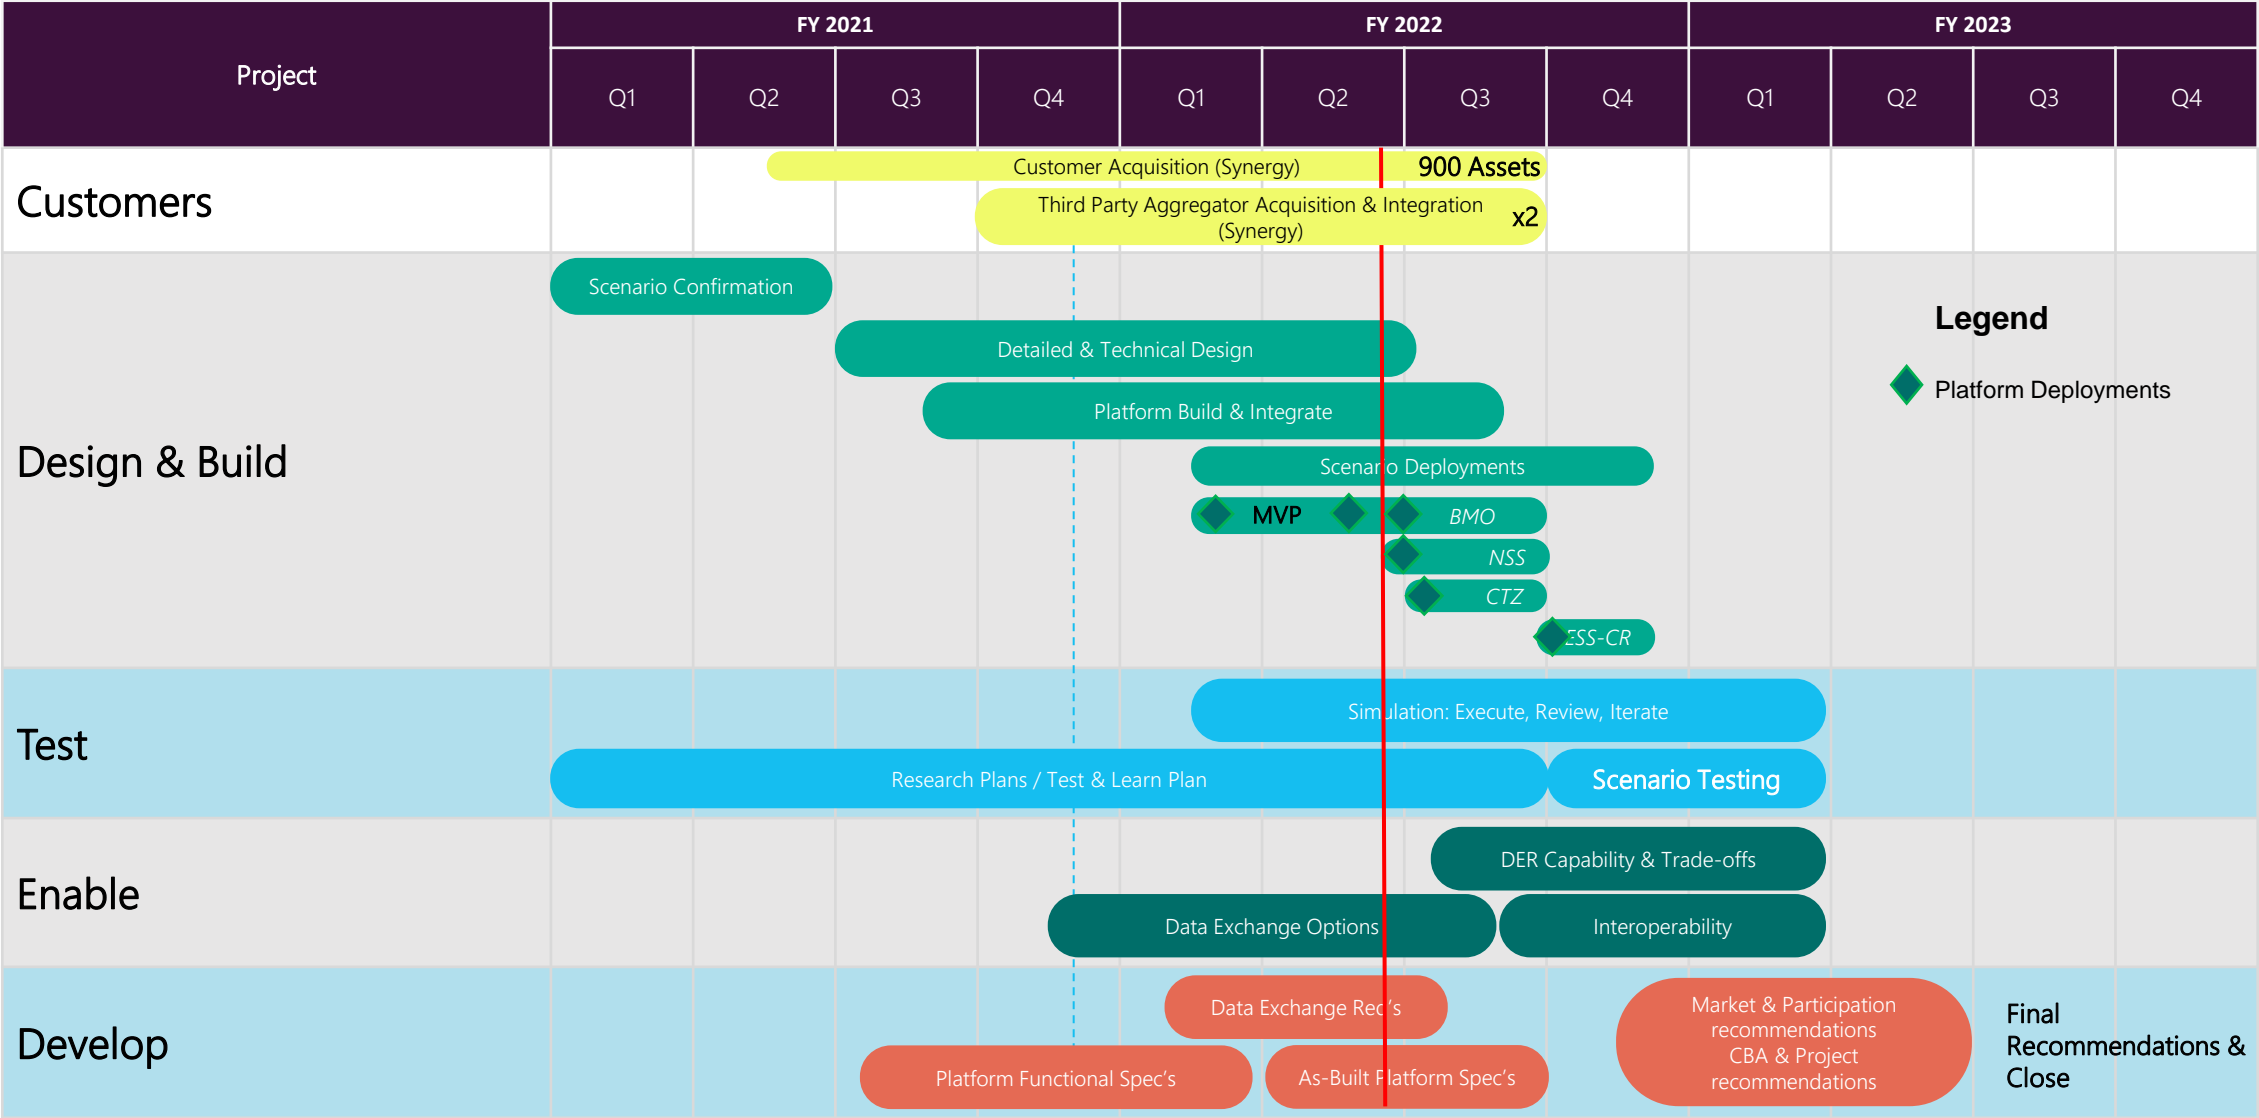 Project
FY 2021
FY 2022
FY 2023
Q1
Q2
Q3
Q4
Q1
Q2
Q3
Q4
Q1
Q2
Q3
Q4
Customers
Customer Acquisition (Synergy)
900 Assets
Third Party Aggregator Acquisition & Integration
(Synergy)
x2
Design & Build
Scenario Confirmation
Detailed & Technical Design
Platform Build & Integrate
Scenario Deployments
MVP
BMO
NSS
CTZ
ESS-CR
Legend
Platform Deployments
Test
Simulation: Execute, Review, Iterate
Research Plans / Test & Learn Plan
Scenario Testing
Enable
DER Capability & Trade-offs
Data Exchange Options
Interoperability
Develop
Data Exchange Rec's
Platform Functional Spec's
As-Built Platform Spec's
Market & Participation
recommendations
CBA & Project
recommendations
Final
Recommendations &
Close